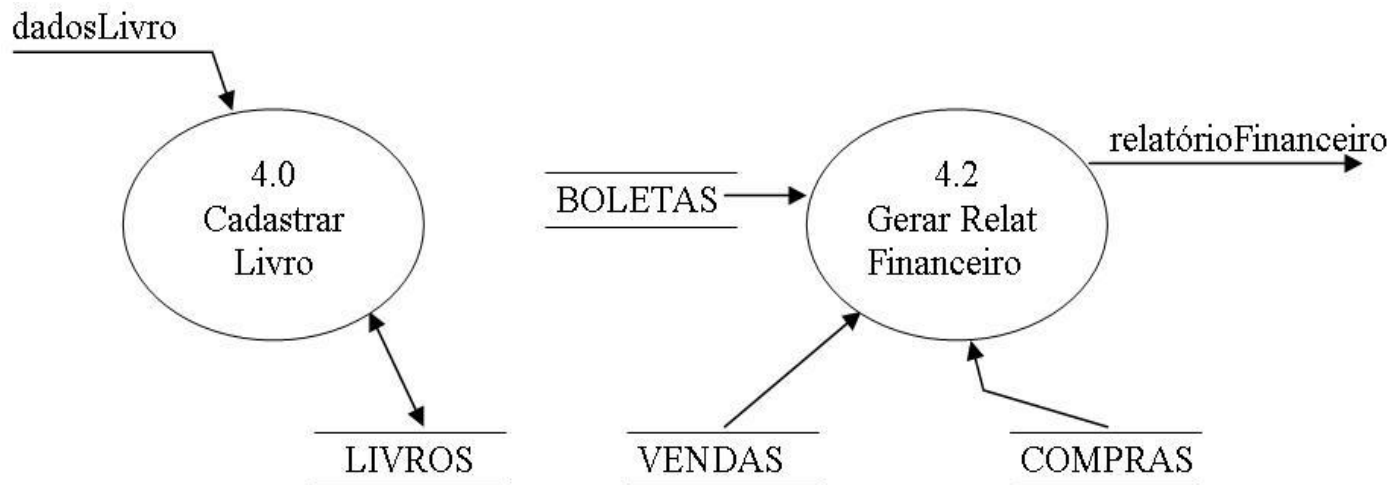 dadosLivro
4.0
Cadastrar
Livro
LIVROS
BOLETAS
4.2
Gerar Relat
Financeiro
relatórioFinanceiro
VENDAS
COMPRAS